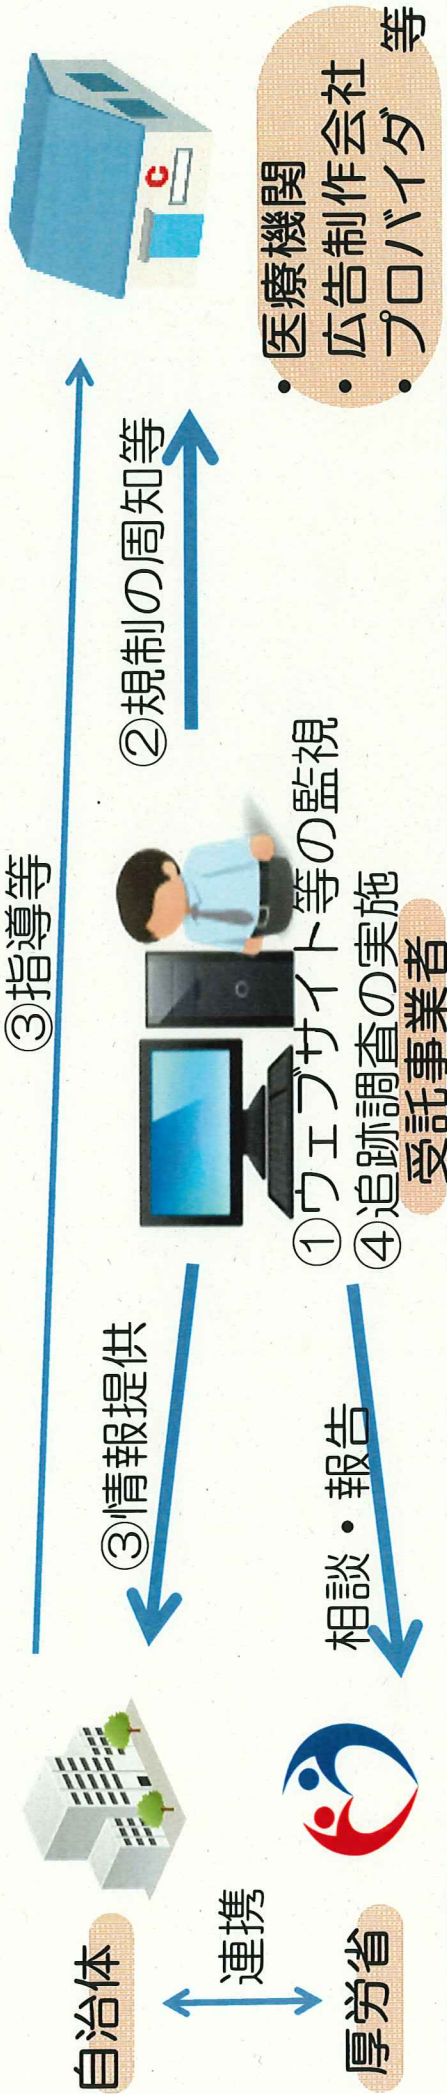 ③指導等
自治体
③情報提供
②規制の周知等
連携
相談・報告
①ウェブサイト等の監視
④追跡調査の実施
受託事業者
厚労省
・医療機関
・広告制作会社
・プロバイダ 等
C